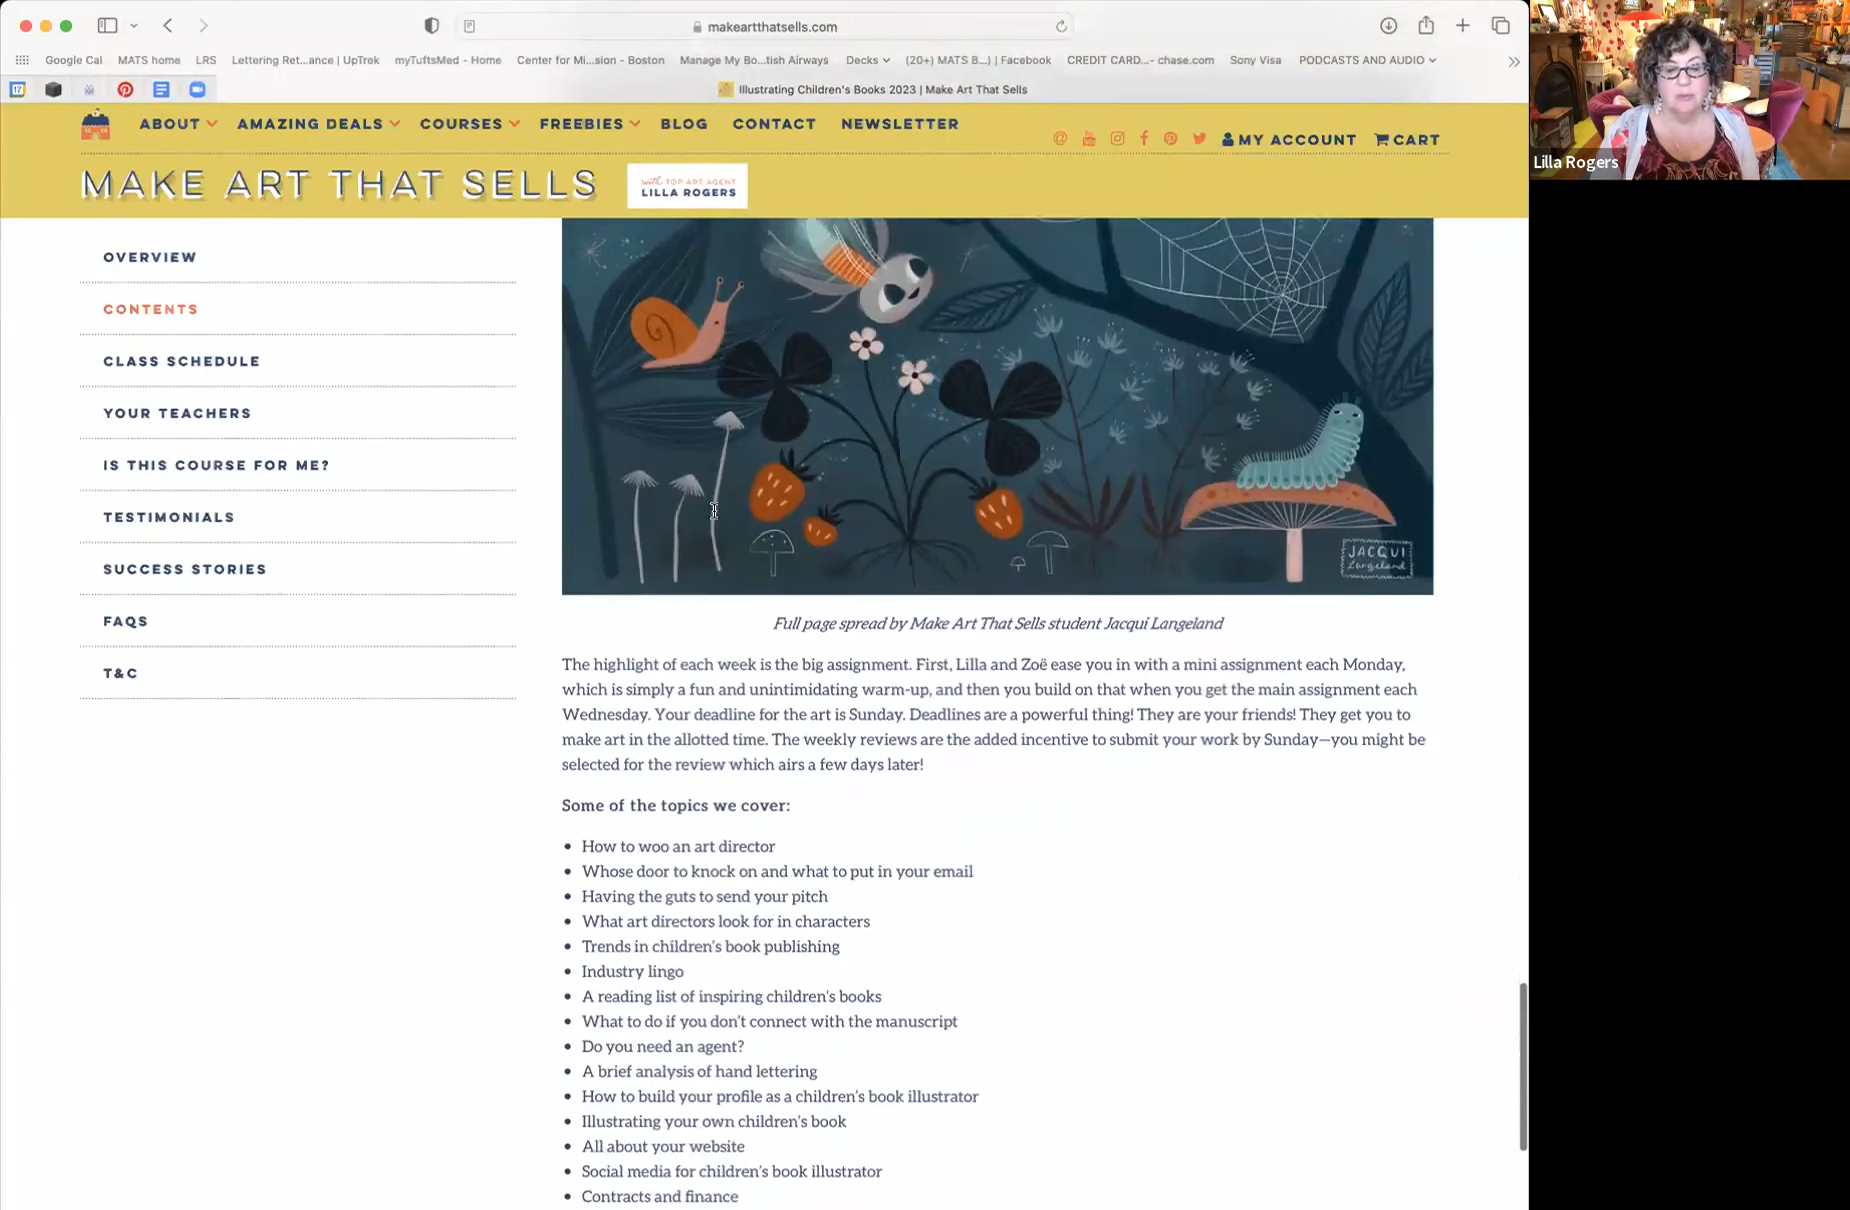 makeartthatsells.com
Google Cal MATS home LRS Lettering Ret...ance | UpTrek myTuftsMed - Home Center for Mi...sion - Boston Manage My Bo...tish Airways Decks (20+) MATS B...) | Facebook CREDIT CARD...- chase.com Sony Visa PODCASTS AND AUDIO
17 Illustrating Children's Books 2023 | Make Art That Sells
ABOUT AMAZING DEALS COURSES FREEBIES BLOG CONTACT NEWSLETTER
MY ACCOUNT CART
MAKE ART THAT SELLS
with TOP ART AGENT
LILLA ROGERS
Lilla Rogers
OVERVIEW
CONTENTS
CLASS SCHEDULE
YOUR TEACHERS
IS THIS COURSE FOR ME?
TESTIMONIALS
SUCCESS STORIES
FAQS
T&C
JACQUI
Langeland
Full page spread by Make Art That Sells student Jacqui Langeland
The highlight of each week is the big assignment. First, Lilla and Zoë ease you in with a mini assignment each Monday,
which is simply a fun and unintimidating warm-up, and then you build on that when you get the main assignment each
Wednesday. Your deadline for the art is Sunday. Deadlines are a powerful thing! They are your friends! They get you to
make art in the allotted time. The weekly reviews are the added incentive to submit your work by Sunday—you might be
selected for the review which airs a few days later!
Some of the topics we cover:
• How to woo an art director
• Whose door to knock on and what to put in your email
• Having the guts to send your pitch
• What art directors look for in characters
• Trends in children's book publishing
• Industry lingo
• A reading list of inspiring children's books
• What to do if you don't connect with the manuscript
• Do you need an agent?
• A brief analysis of hand lettering
• How to build your profile as a children's book illustrator
• Illustrating your own children's book
• All about your website
• Social media for children's book illustrator
• Contracts and finance